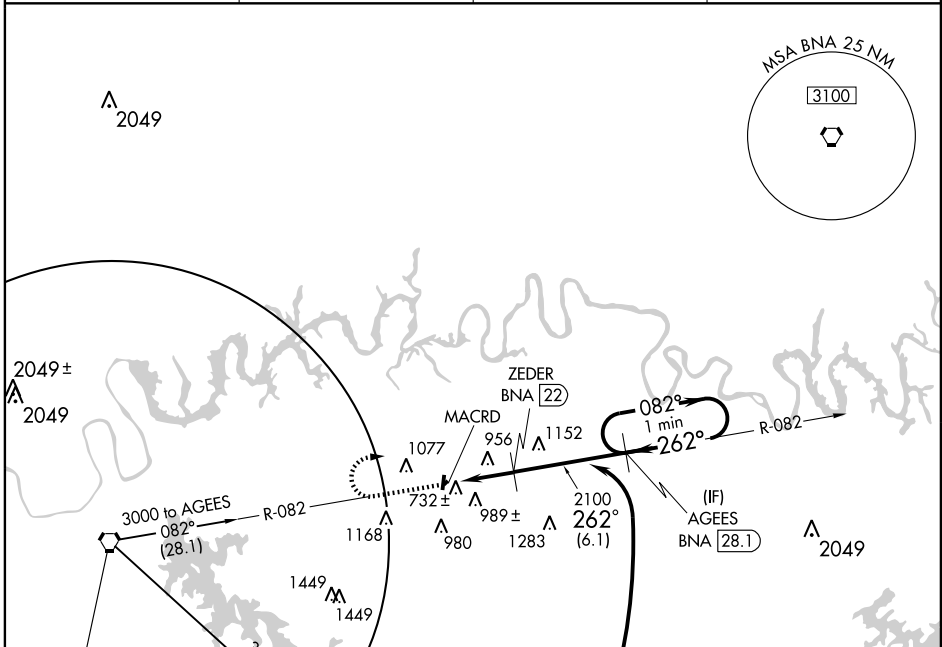 MSA BNA 25 NM
3100
2049
2049 ±
2049
ZEDER
BNA 22
MACRD
082°
1 min
262°
R-082
1077
956
1152
732 ±
989 ±
2100
262°
(6.1)
(IF)
AGEES
BNA 28.1
3000 to AGEES
082°
(28.1)
R-082
1168
980
1283
2049
1449
1449